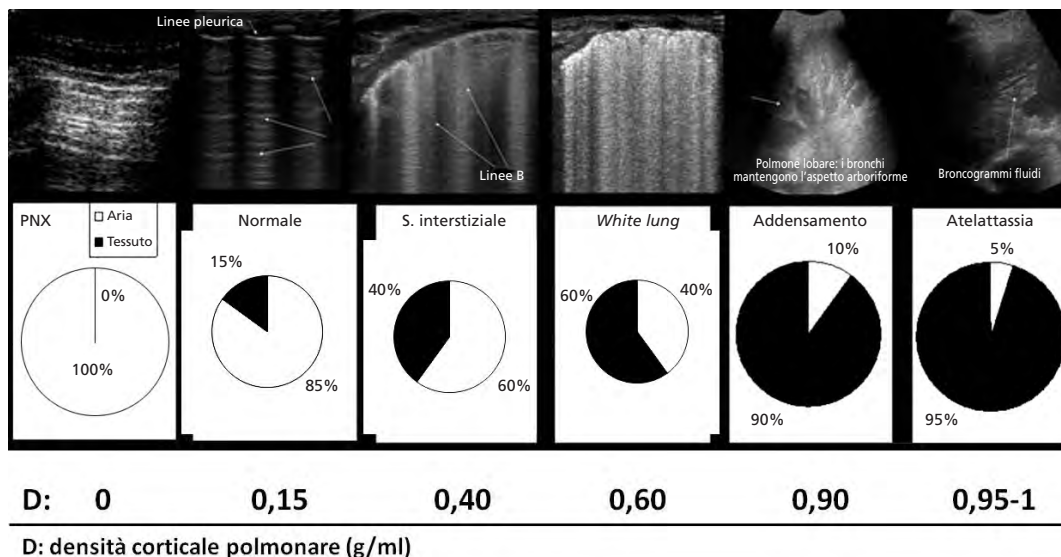 Linee pleurica
Linee B
Polmone lobare: i bronchi
mantengono l'aspetto arboriforme
Broncogrammi fluidi
PNX
Aria
Tessuto
0%
100%
Normale
15%
85%
S. interstiziale
40%
60%
White lung
60%
40%
Addensamento
10%
90%
Atelattassia
5%
95%
D: 0 0,15 0,40 0,60 0,90 0,95-1
D: densità corticale polmonare (g/ml)